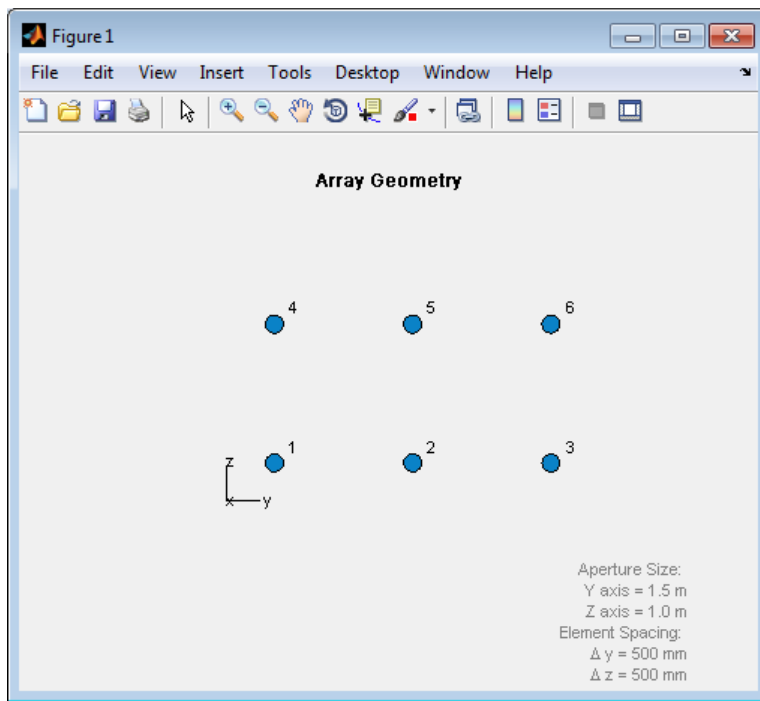 Figure 1
File Edit View Insert Tools Desktop Window Help
Array Geometry
4 5 6
1 2 3
z
x y
Aperture Size:
Y axis = 1.5 m
Z axis = 1.0 m
Element Spacing:
Δ y = 500 mm
Δ z = 500 mm